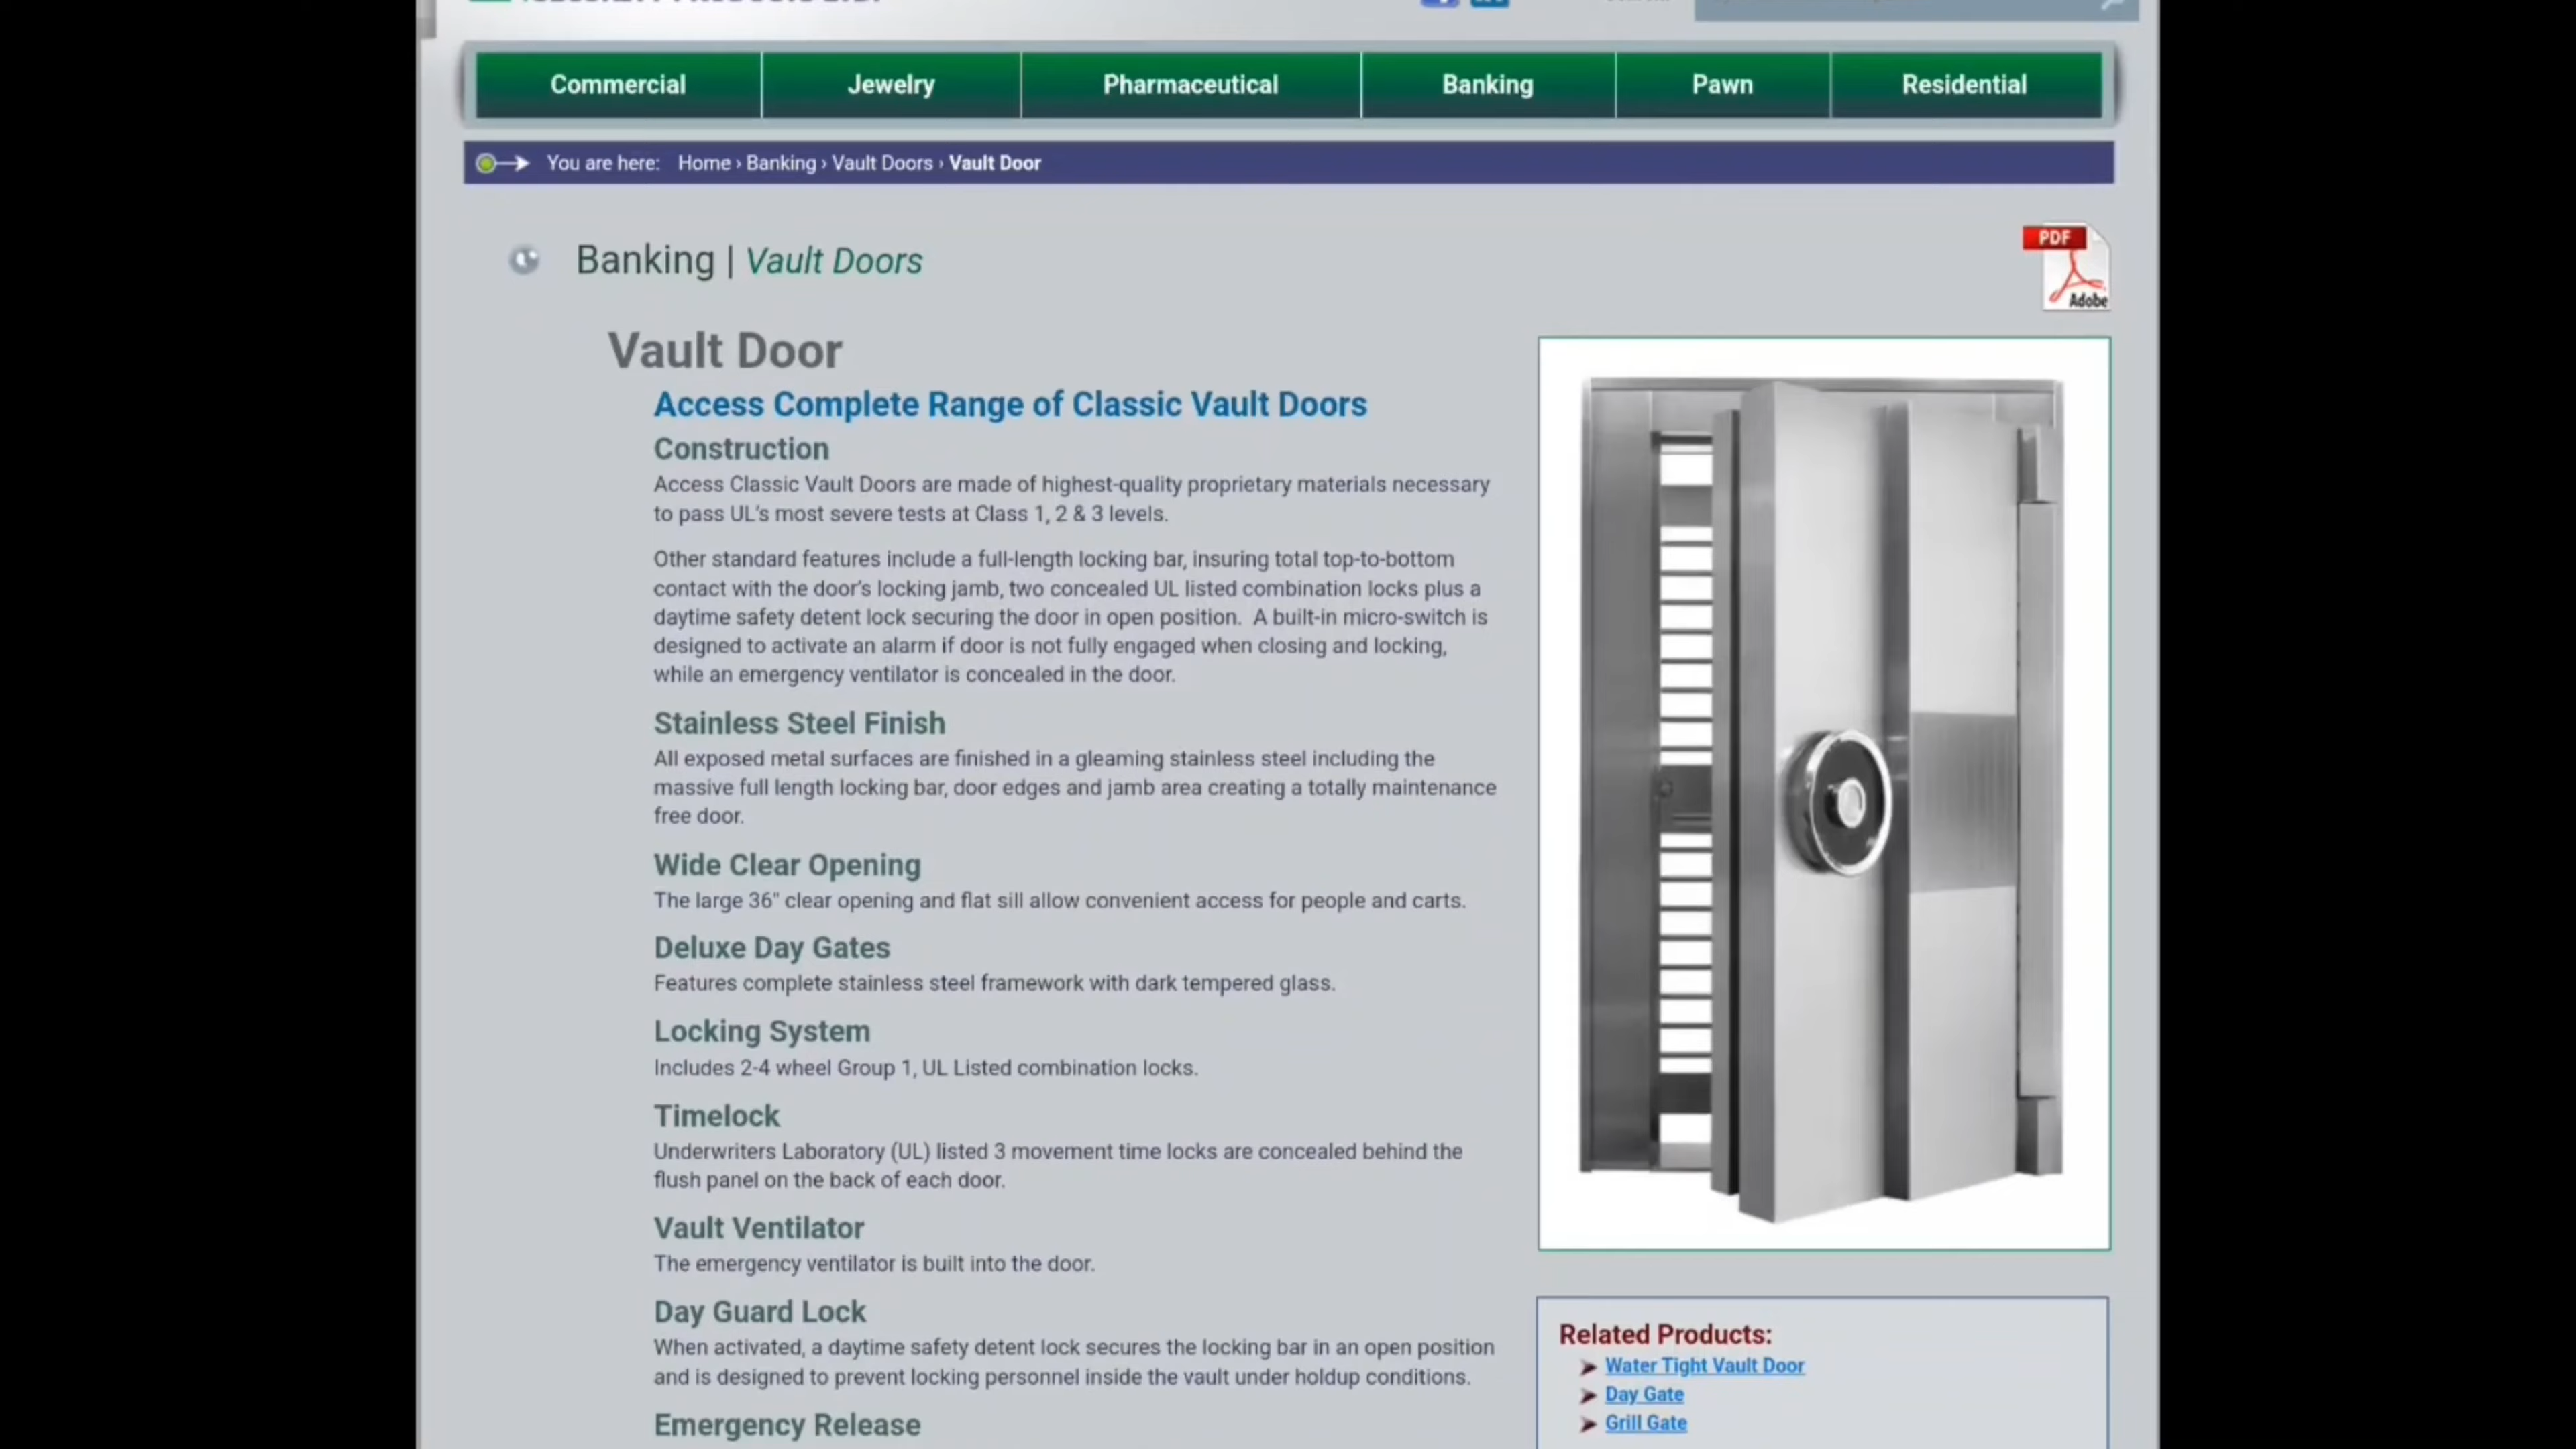 Commercial
Jewelry
Pharmaceutical
Banking
Pawn
Residential
You are here: Home › Banking › Vault Doors › Vault Door
Banking | Vault Doors
PDF
Adobe
Vault Door
Access Complete Range of Classic Vault Doors
Construction
Access Classic Vault Doors are made of highest-quality proprietary materials necessary
to pass UL's most severe tests at Class 1, 2 & 3 levels.
Other standard features include a full-length locking bar, insuring total top-to-bottom
contact with the door's locking jamb, two concealed UL listed combination locks plus a
daytime safety detent lock securing the door in open position. A built-in micro-switch is
designed to activate an alarm if door is not fully engaged when closing and locking,
while an emergency ventilator is concealed in the door.
Stainless Steel Finish
All exposed metal surfaces are finished in a gleaming stainless steel including the
massive full length locking bar, door edges and jamb area creating a totally maintenance
free door.
Wide Clear Opening
The large 36" clear opening and flat sill allow convenient access for people and carts.
Deluxe Day Gates
Features complete stainless steel framework with dark tempered glass.
Locking System
Includes 2-4 wheel Group 1, UL Listed combination locks.
Timelock
Underwriters Laboratory (UL) listed 3 movement time locks are concealed behind the
flush panel on the back of each door.
Vault Ventilator
The emergency ventilator is built into the door.
Day Guard Lock
When activated, a daytime safety detent lock secures the locking bar in an open position
and is designed to prevent locking personnel inside the vault under holdup conditions.
Emergency Release
Related Products:
Water Tight Vault Door
Day Gate
Grill Gate